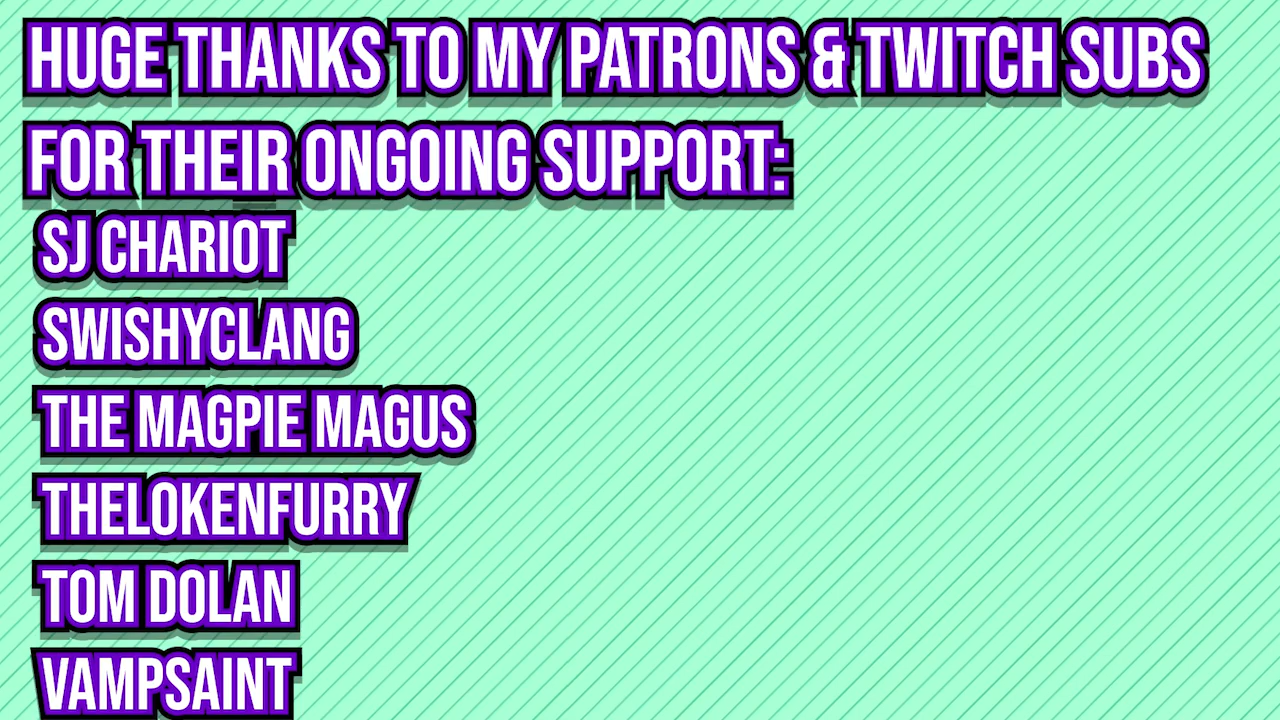 HUGE THANKS TO MY PATRONS & TWITCH SUBS
FOR THEIR ONGOING SUPPORT:
SJ CHARIOT
SWISHYCLANG
THE MAGPIE MAGUS
THELOKENFURRY
TOM DOLAN
VAMPSAINT